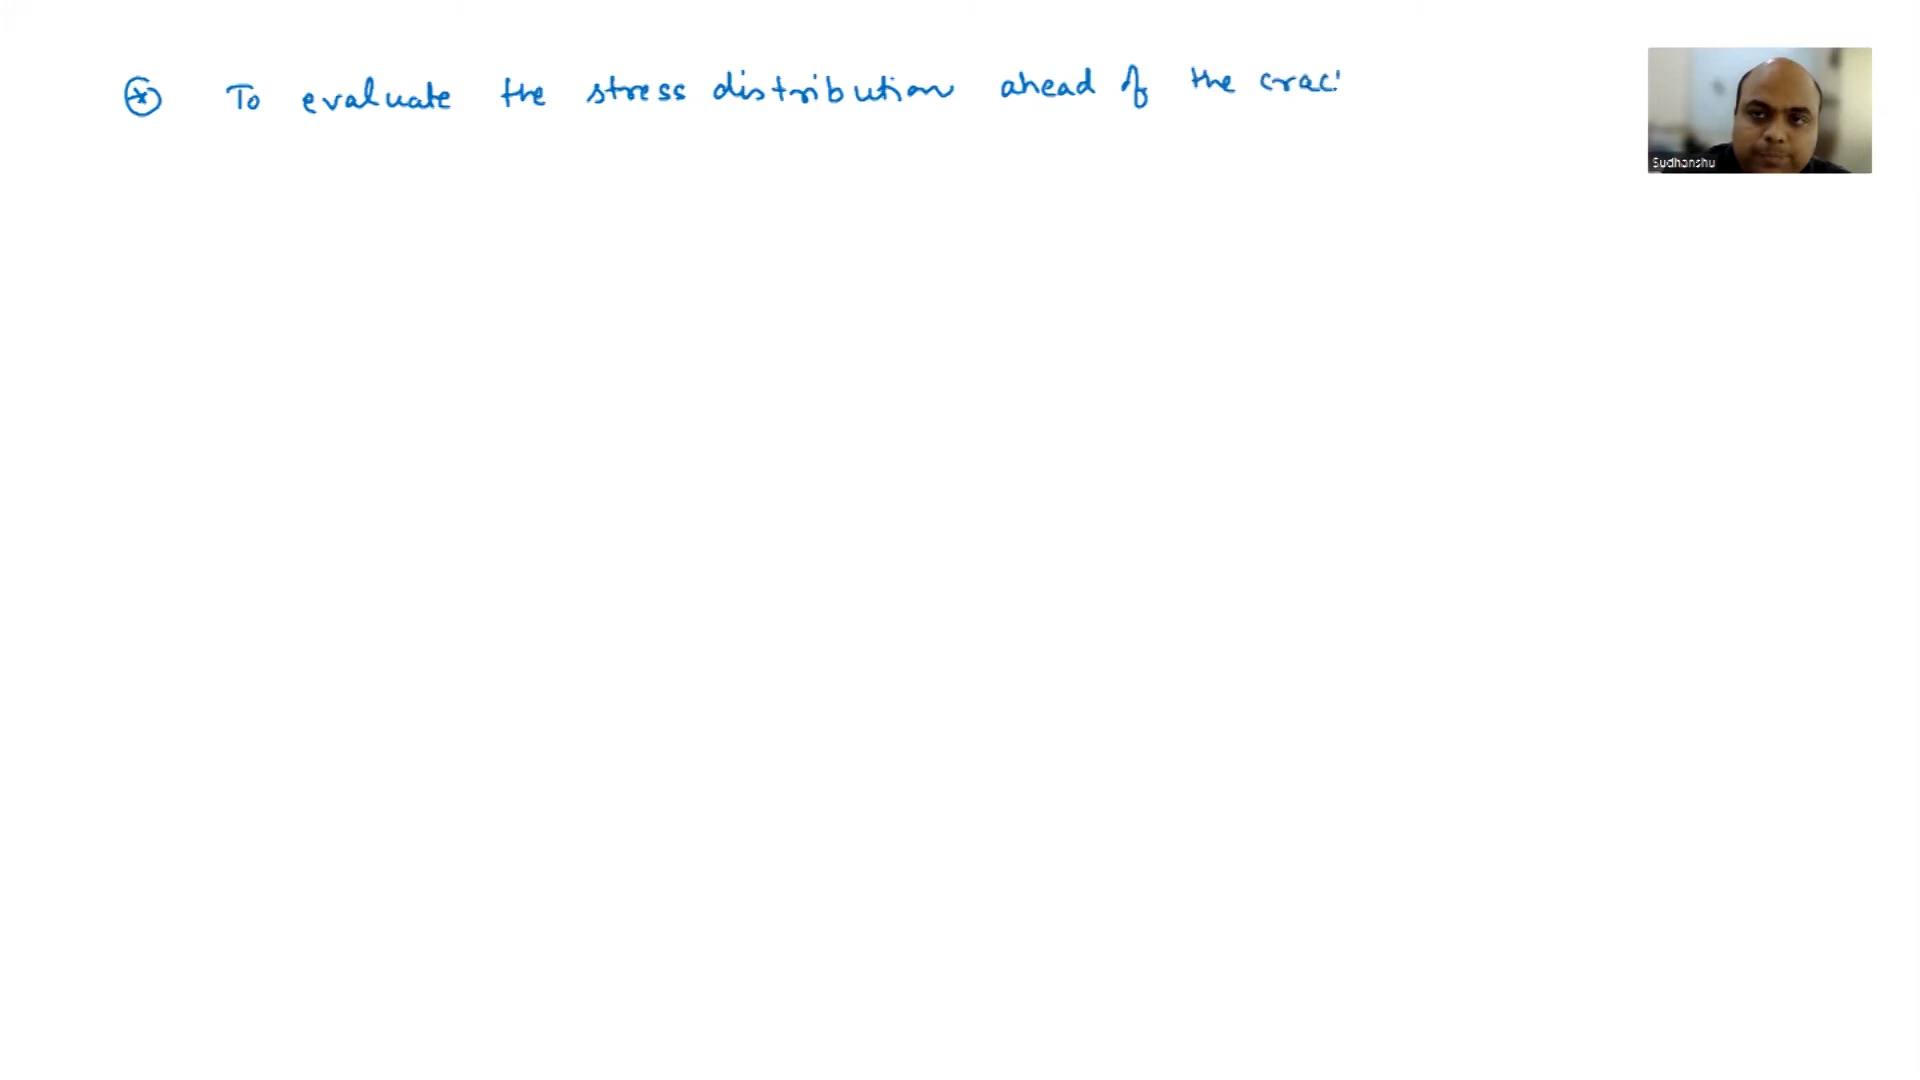 ⊛ To evaluate the stress distribution ahead of the crac
Sudhanshu